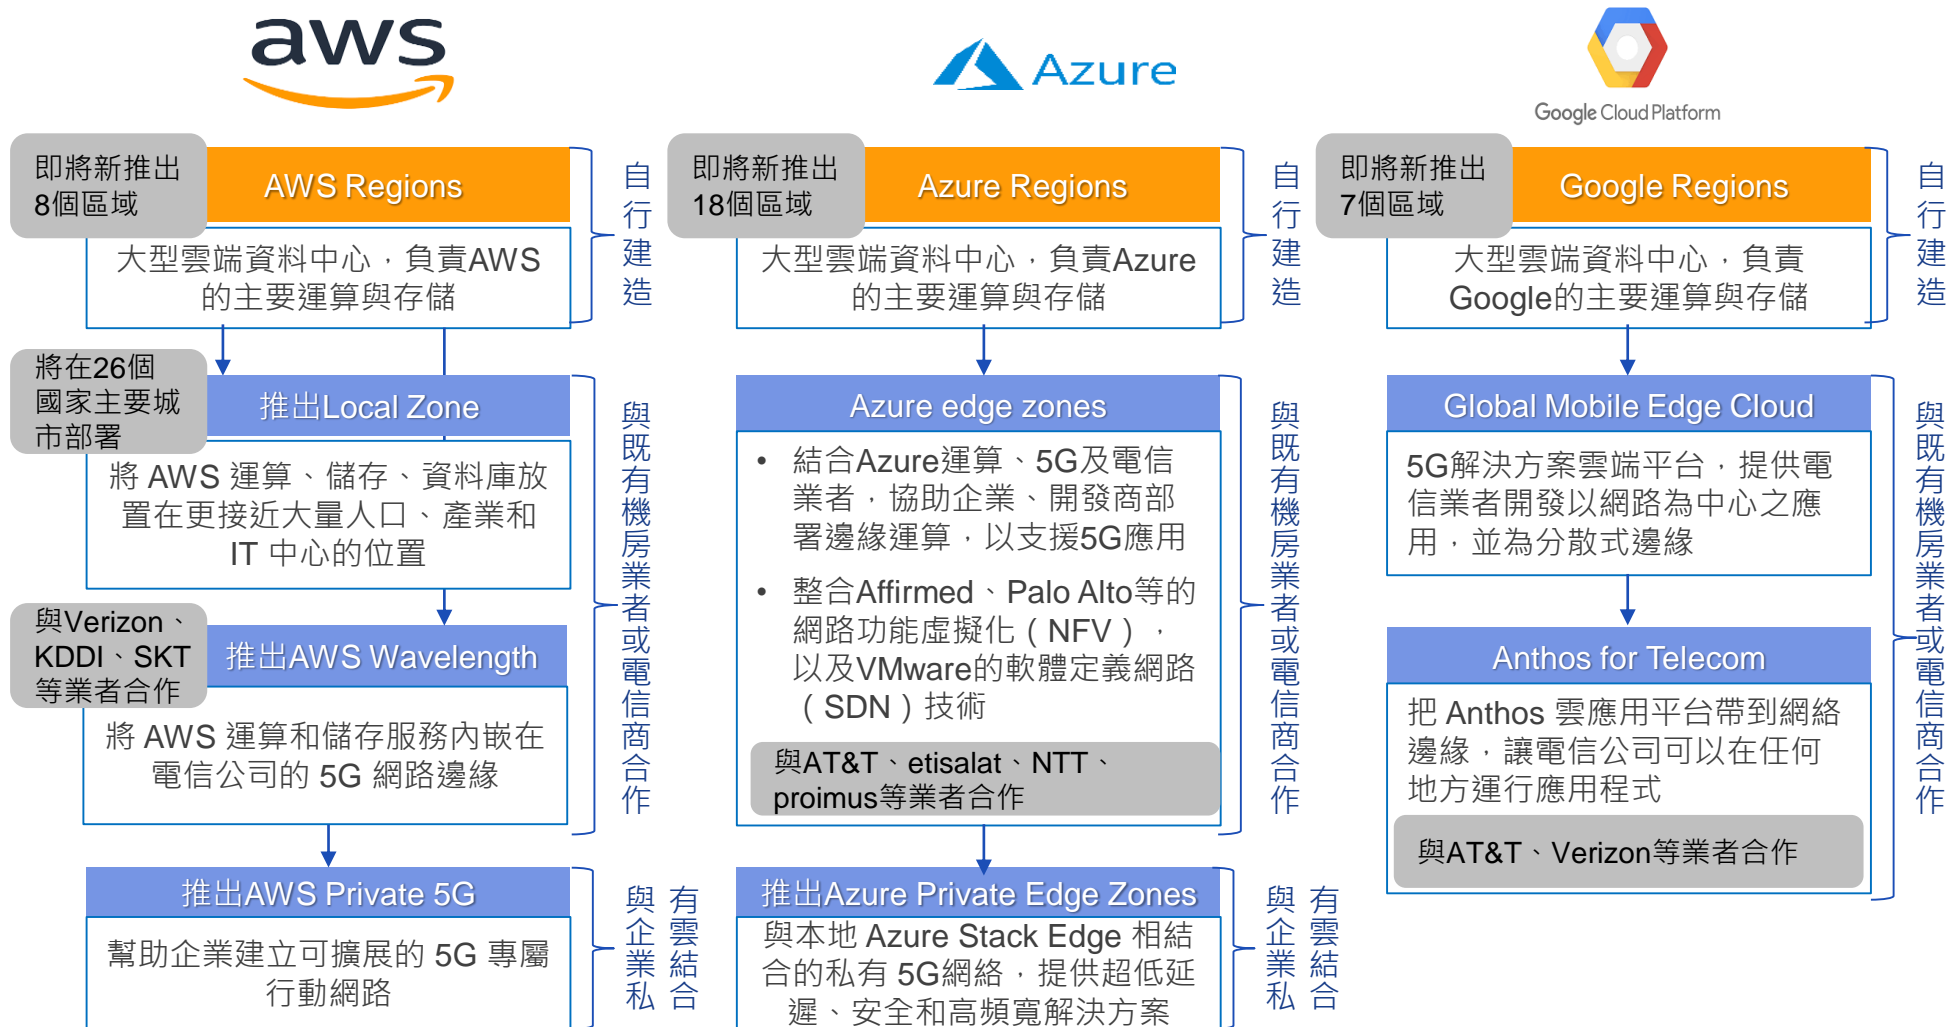 aws
即將新推出
8個區域
AWS Regions
大型雲端資料中心，負責AWS
的主要運算與存儲
自行建造
將在26個
國家主要城
市部署
推出Local Zone
將 AWS 運算、儲存、資料庫放
置在更接近大量人口、產業和
IT 中心的位置
與Verizon、
KDDI、SKT
等業者合作
推出AWS Wavelength
將 AWS 運算和儲存服務內嵌在
電信公司的 5G 網路邊緣
與既有機房業者或電信商合作
推出AWS Private 5G
幫助企業建立可擴展的 5G 專屬
行動網路
與企業私
有雲結合
Azure
即將新推出
18個區域
Azure Regions
大型雲端資料中心，負責Azure
的主要運算與存儲
自行建造
Azure edge zones
• 結合Azure運算、5G及電信
業者，協助企業、開發商部
署邊緣運算，以支援5G應用
• 整合Affirmed、Palo Alto等的
網路功能虛擬化（NFV），
以及VMware的軟體定義網路
（SDN）技術
與AT&T、etisalat、NTT、
proimus等業者合作
與既有機房業者或電信商合作
推出Azure Private Edge Zones
與本地 Azure Stack Edge 相結
合的私有 5G網絡，提供超低延
遲、安全和高頻寬解決方案
與企業私
有雲結合
Google Cloud Platform
即將新推出
7個區域
Google Regions
大型雲端資料中心，負責
Google的主要運算與存儲
自行建造
Global Mobile Edge Cloud
5G解決方案雲端平台，提供電
信業者開發以網路為中心之應
用，並為分散式邊緣
Anthos for Telecom
把 Anthos 雲應用平台帶到網絡
邊緣，讓電信公司可以在任何
地方運行應用程式
與AT&T、Verizon等業者合作
與既有機房業者或電信商合作